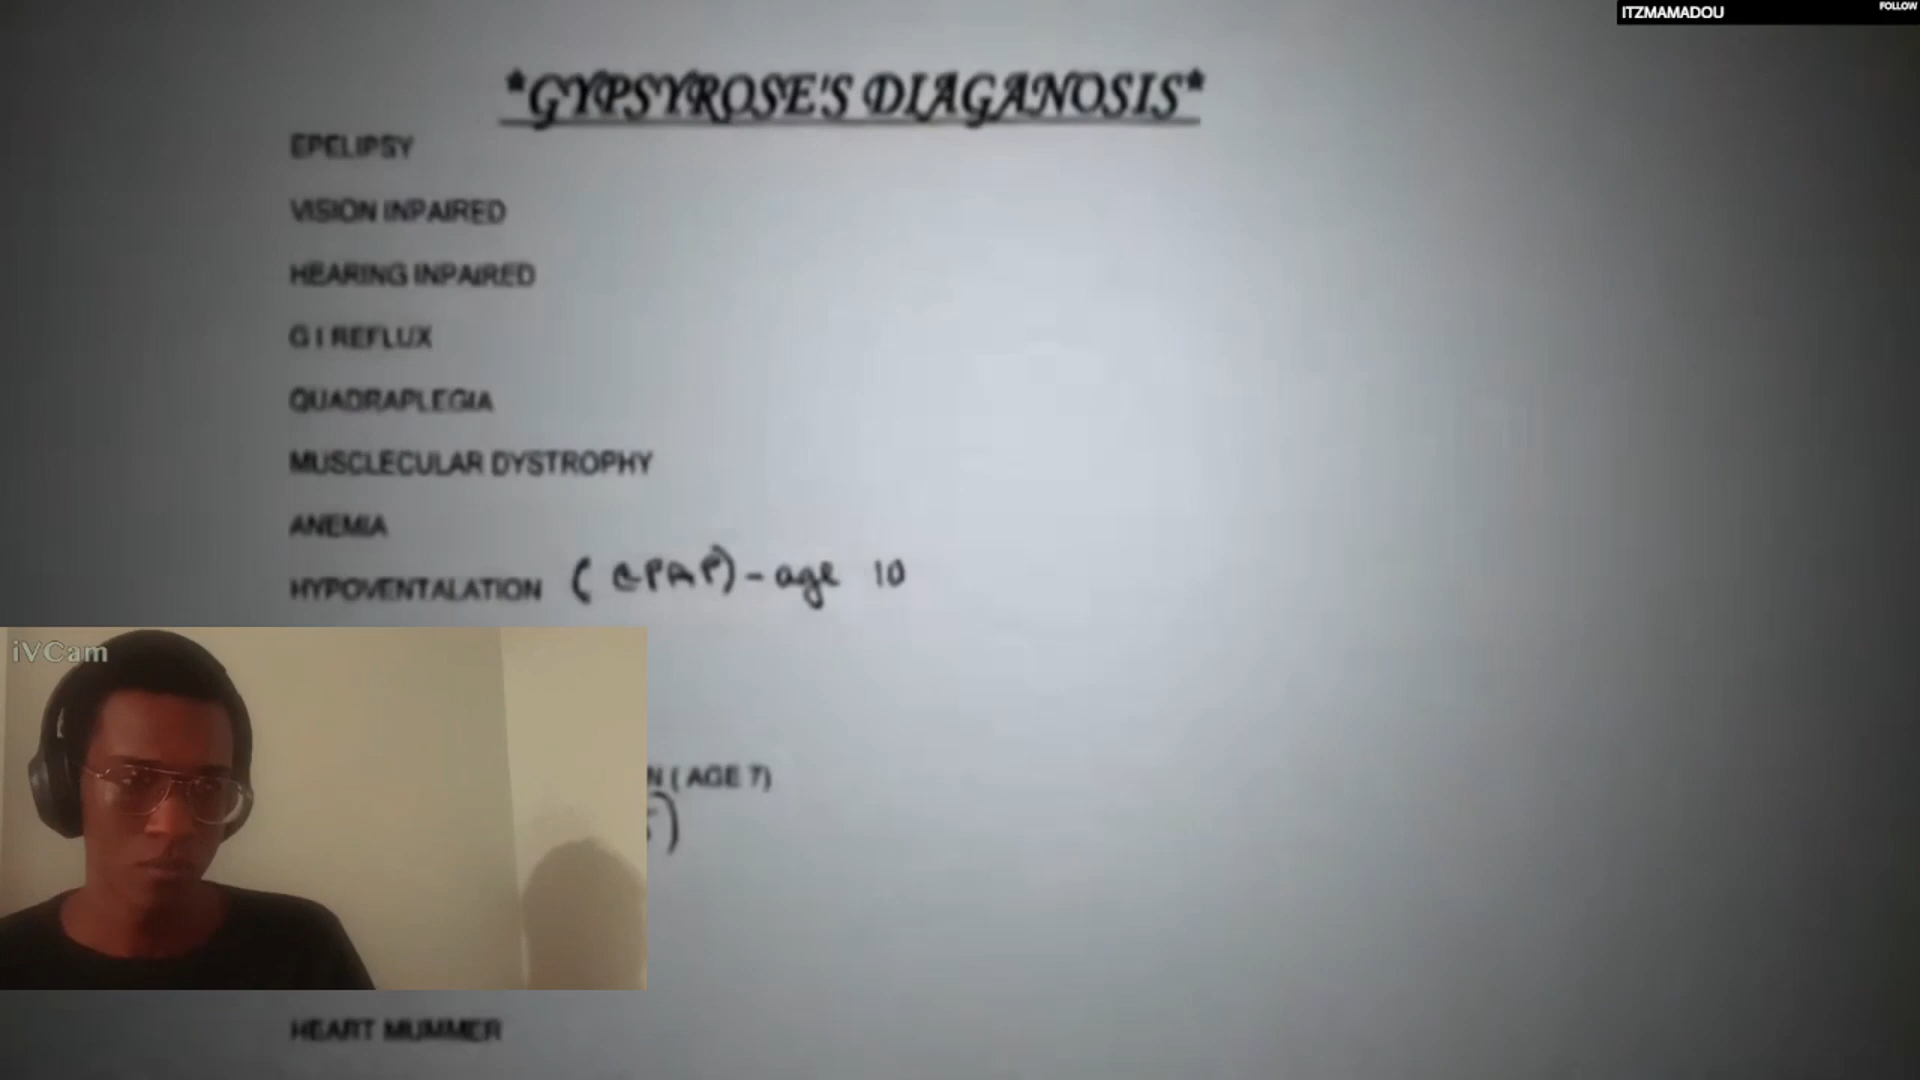 ITZMAMADOU
FOLLOW
*GYPSYROSE'S DIAGANOSIS*
EPELIPSY
VISION INPAIRED
HEARING INPAIRED
G I REFLUX
QUADRAPLEGIA
MUSCLECULAR DYSTROPHY
ANEMIA
HYPOVENTALATION (CPAP) - age 10
iVCam
N ( AGE 7)
HEART MUMMER